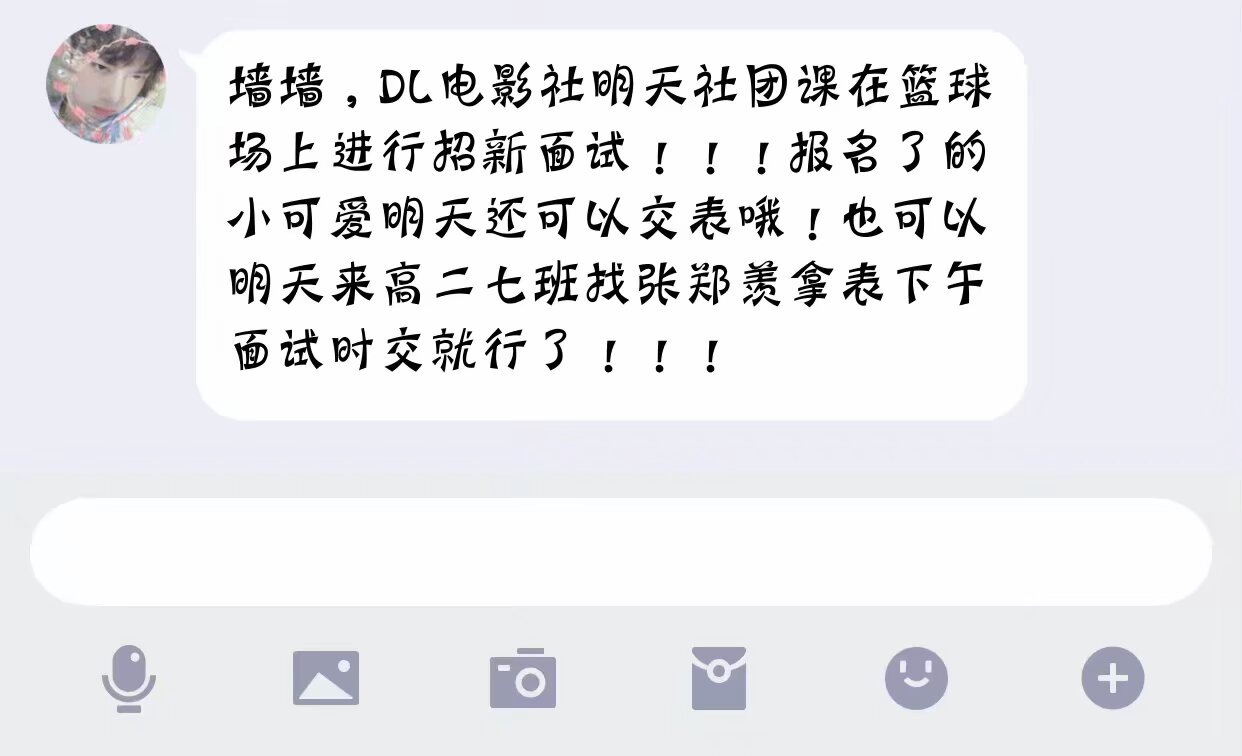 墙墙，DL电影社明天社团课在篮球
场上进行招新面试！！！报名了的
小可爱明天还可以交表哦！也可以
明天来高二七班找张郑羡拿表下午
面试时交就行了！！！